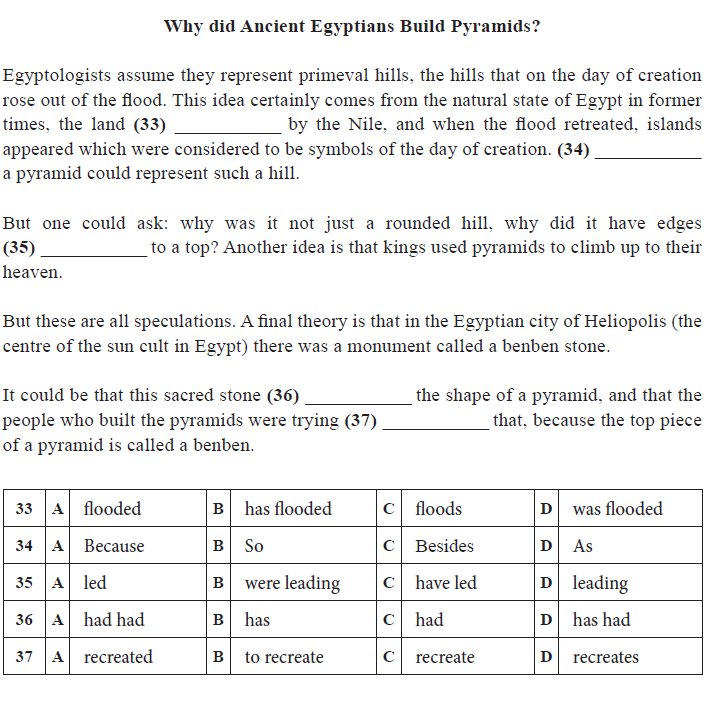 Why did Ancient Egyptians Build Pyramids?
Egyptologists assume they represent primeval hills, the hills that on the day of creation
rose out of the flood. This idea certainly comes from the natural state of Egypt in former
times, the land (33) ___________ by the Nile, and when the flood retreated, islands
appeared which were considered to be symbols of the day of creation. (34) ___________
a pyramid could represent such a hill.
But one could ask: why was it not just a rounded hill, why did it have edges
(35) ___________ to a top? Another idea is that kings used pyramids to climb up to their
heaven.
But these are all speculations. A final theory is that in the Egyptian city of Heliopolis (the
centre of the sun cult in Egypt) there was a monument called a benben stone.
It could be that this sacred stone (36) ___________ the shape of a pyramid, and that the
people who built the pyramids were trying (37) ___________ that, because the top piece
of a pyramid is called a benben.
33 A flooded B has flooded C floods D was flooded
34 A Because B So C Besides D As
35 A led B were leading C have led D leading
36 A had had B has C had D has had
37 A recreated B to recreate C recreate D recreates